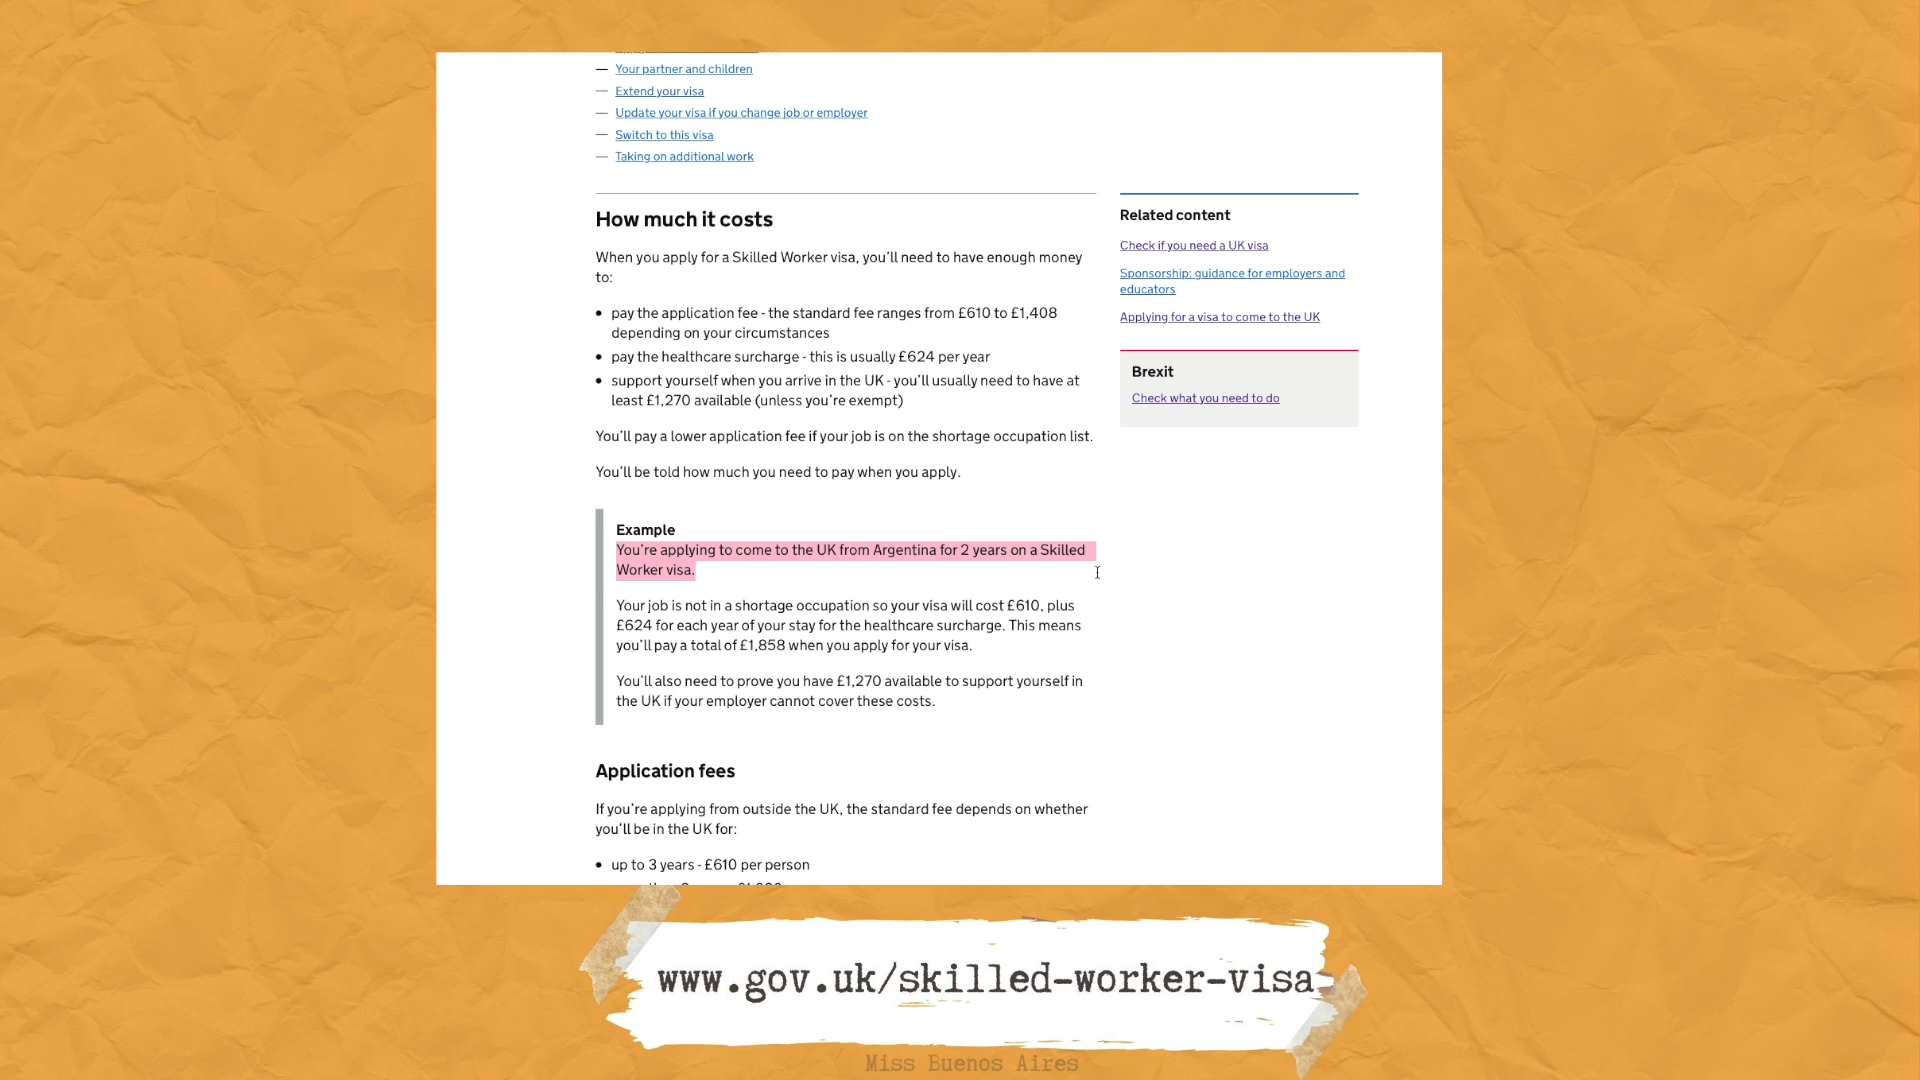 — Your partner and children
— Extend your visa
— Update your visa if you change job or employer
— Switch to this visa
— Taking on additional work
How much it costs
When you apply for a Skilled Worker visa, you'll need to have enough money
to:
• pay the application fee - the standard fee ranges from £610 to £1,408
depending on your circumstances
• pay the healthcare surcharge - this is usually £624 per year
• support yourself when you arrive in the UK - you'll usually need to have at
least £1,270 available (unless you're exempt)
You'll pay a lower application fee if your job is on the shortage occupation list.
You'll be told how much you need to pay when you apply.
Example
You're applying to come to the UK from Argentina for 2 years on a Skilled
Worker visa.
Your job is not in a shortage occupation so your visa will cost £610, plus
£624 for each year of your stay for the healthcare surcharge. This means
you'll pay a total of £1,858 when you apply for your visa.
You'll also need to prove you have £1,270 available to support yourself in
the UK if your employer cannot cover these costs.
Application fees
If you're applying from outside the UK, the standard fee depends on whether
you'll be in the UK for:
• up to 3 years - £610 per person
Related content
Check if you need a UK visa
Sponsorship: guidance for employers and
educators
Applying for a visa to come to the UK
Brexit
Check what you need to do
www.gov.uk/skilled-worker-visa
Miss Buenos Aires